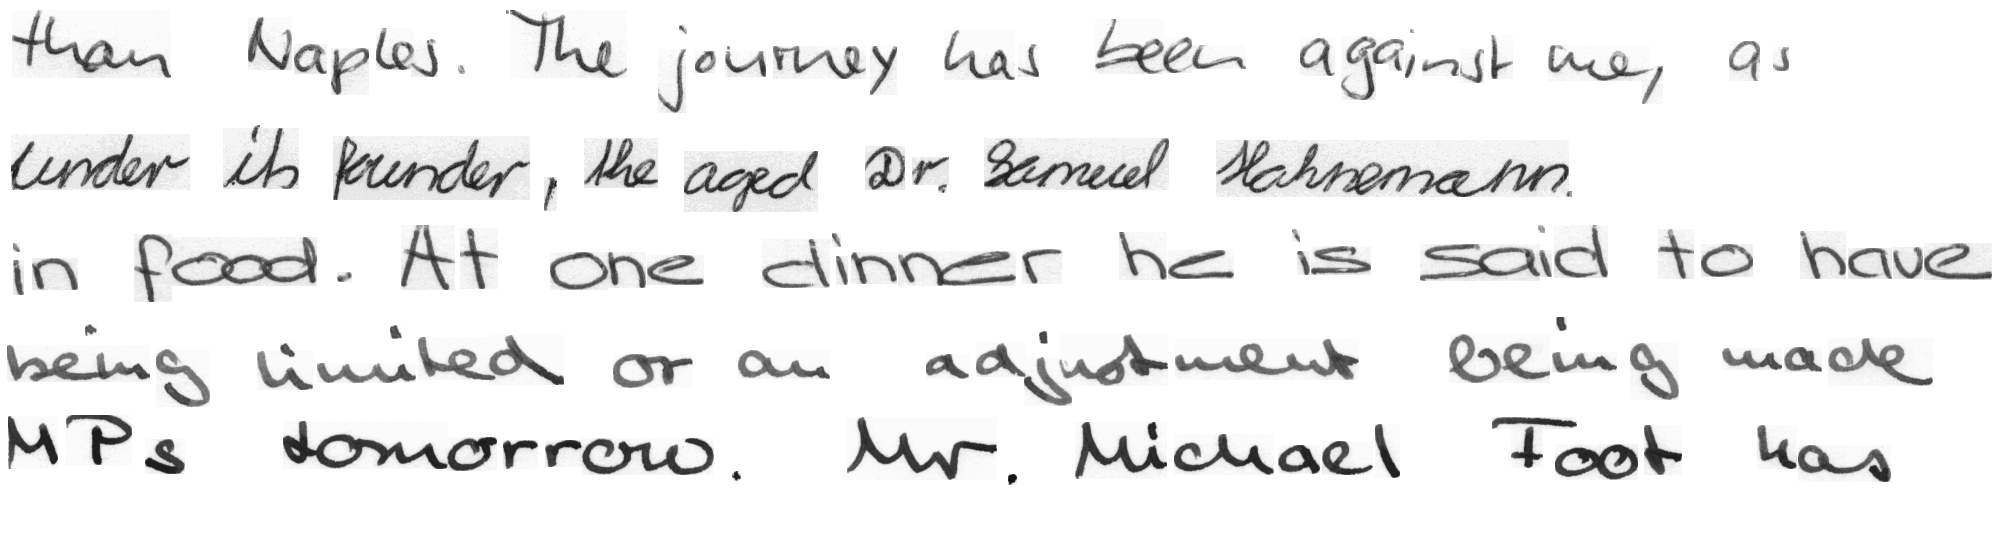 than Naples. The journey has been against me, as
under its founder, the aged Dr. Samuel Hahnemann.
in food. At one dinner he is said to have
being limited or an adjustment being made
MPs tomorrow. Mr. Michael Foot has